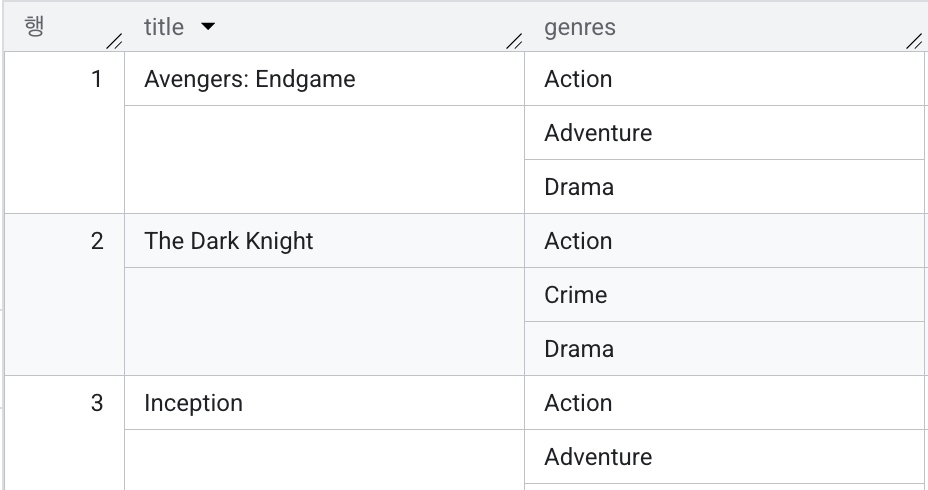 행 title genres
1 Avengers: Endgame Action
Adventure
Drama
2 The Dark Knight Action
Crime
Drama
3 Inception Action
Adventure